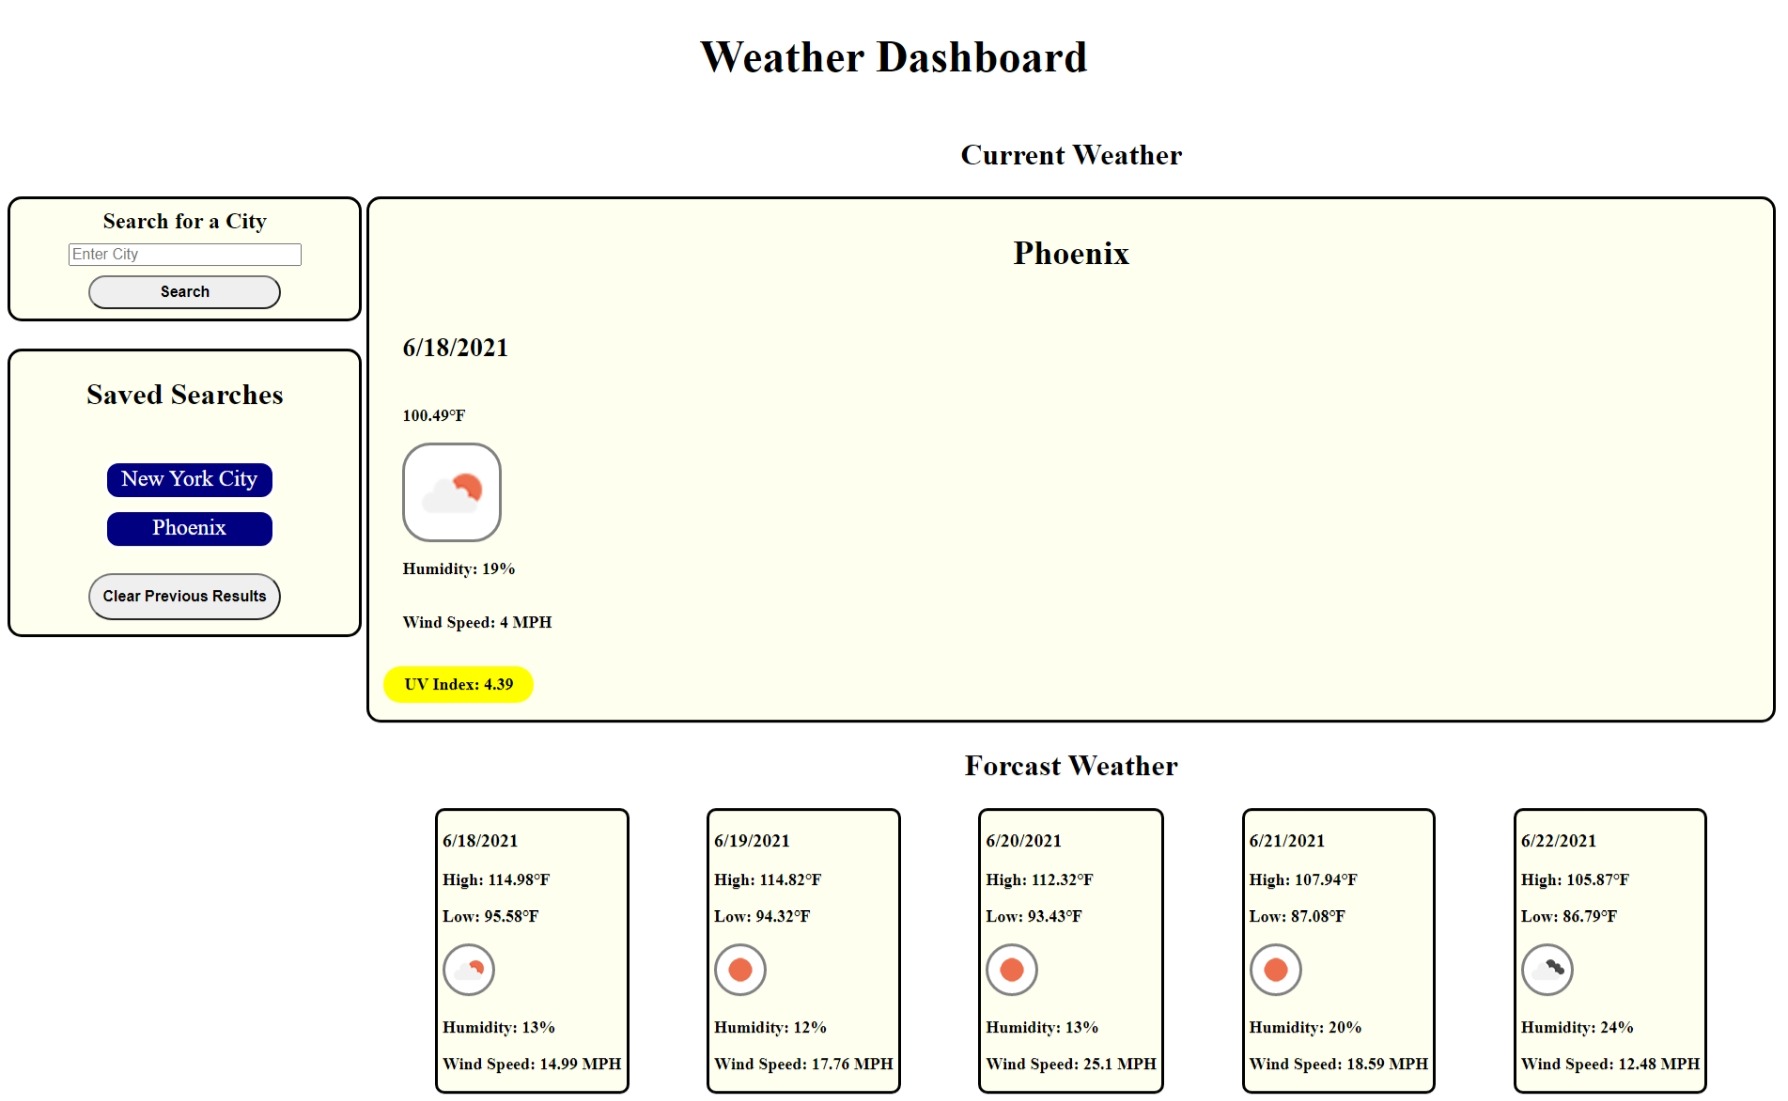 Weather Dashboard
Current Weather
Search for a City
Enter City
Search
Saved Searches
New York City
Phoenix
Clear Previous Results
Phoenix
6/18/2021
100.49°F
Humidity: 19%
Wind Speed: 4 MPH
UV Index: 4.39
Forcast Weather
6/18/2021
High: 114.98°F
Low: 95.58°F
Humidity: 13%
Wind Speed: 14.99 MPH
6/19/2021
High: 114.82°F
Low: 94.32°F
Humidity: 12%
Wind Speed: 17.76 MPH
6/20/2021
High: 112.32°F
Low: 93.43°F
Humidity: 13%
Wind Speed: 25.1 MPH
6/21/2021
High: 107.94°F
Low: 87.08°F
Humidity: 20%
Wind Speed: 18.59 MPH
6/22/2021
High: 105.87°F
Low: 86.79°F
Humidity: 24%
Wind Speed: 12.48 MPH